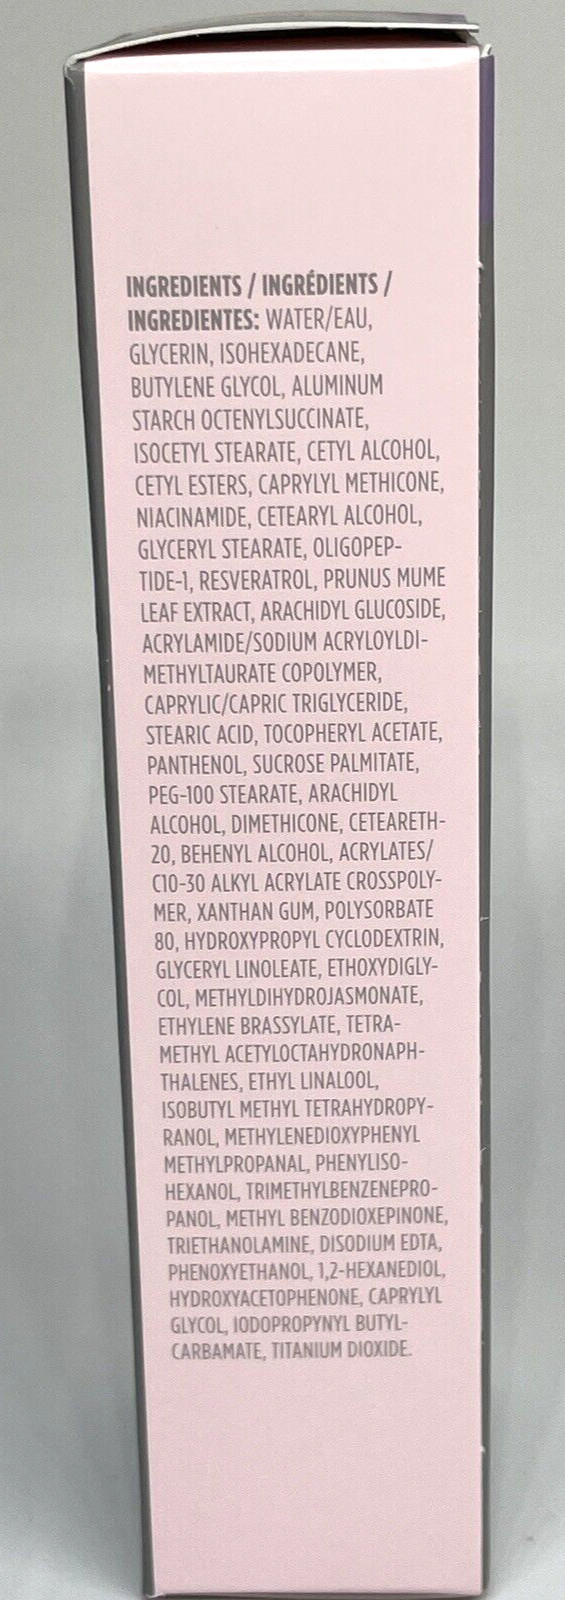 INGREDIENTS / INGRÉDIENTS /
INGREDIENTES: WATER/EAU,
GLYCERIN, ISOHEXADECANE,
BUTYLENE GLYCOL, ALUMINUM
STARCH OCTENYLSUCCINATE,
ISOCETYL STEARATE, CETYL ALCOHOL,
CETYL ESTERS, CAPRYLYL METHICONE,
NIACINAMIDE, CETEARYL ALCOHOL,
GLYCERYL STEARATE, OLIGOPEP-
TIDE-1, RESVERATROL, PRUNUS MUME
LEAF EXTRACT, ARACHIDYL GLUCOSIDE,
ACRYLAMIDE/SODIUM ACRYLOYLDI-
METHYLTAURATE COPOLYMER,
CAPRYLIC/CAPRIC TRIGLYCERIDE,
STEARIC ACID, TOCOPHERYL ACETATE,
PANTHENOL, SUCROSE PALMITATE,
PEG-100 STEARATE, ARACHIDYL
ALCOHOL, DIMETHICONE, CETEARETH-
20, BEHENYL ALCOHOL, ACRYLATES/
C10-30 ALKYL ACRYLATE CROSSPOLY-
MER, XANTHAN GUM, POLYSORBATE
80, HYDROXYPROPYL CYCLODEXTRIN,
GLYCERYL LINOLEATE, ETHOXYDIGLY-
COL, METHYLDIHYDROJASMONATE,
ETHYLENE BRASSYLATE, TETRA-
METHYL ACETYLOCTAHYDRONAPH-
THALENES, ETHYL LINALOOL,
ISOBUTYL METHYL TETRAHYDROPY-
RANOL, METHYLENEDIOXYPHENYL
METHYLPROPANAL, PHENYLISO-
HEXANOL, TRIMETHYLBENZENEPRO-
PANOL, METHYL BENZODIOXEPINONE,
TRIETHANOLAMINE, DISODIUM EDTA,
PHENOXYETHANOL, 1,2-HEXANEDIOL,
HYDROXYACETOPHENONE, CAPRYLYL
GLYCOL, IODOPROPYNYL BUTYL-
CARBAMATE, TITANIUM DIOXIDE.